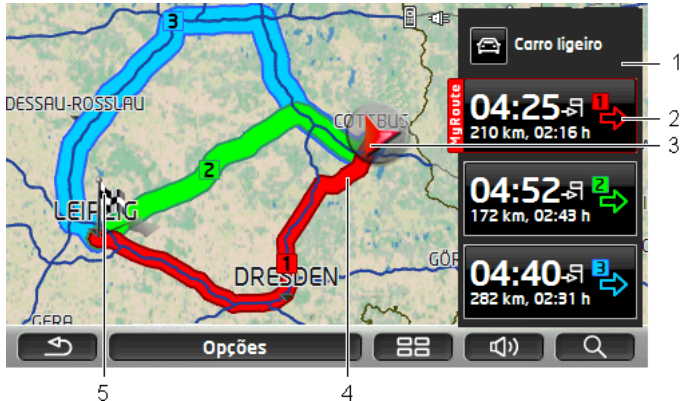 Carro ligeiro
1
MyRoute
04:25
1
2
210 km, 02:16 h
3
04:52
2
172 km, 02:43 h
04:40
3
282 km, 02:31 h
3
DESSAU-ROSSLAU
COTTBUS
2
LEIPZIG
DRESDEN
1
GÖR
GERA
Opções
5
4